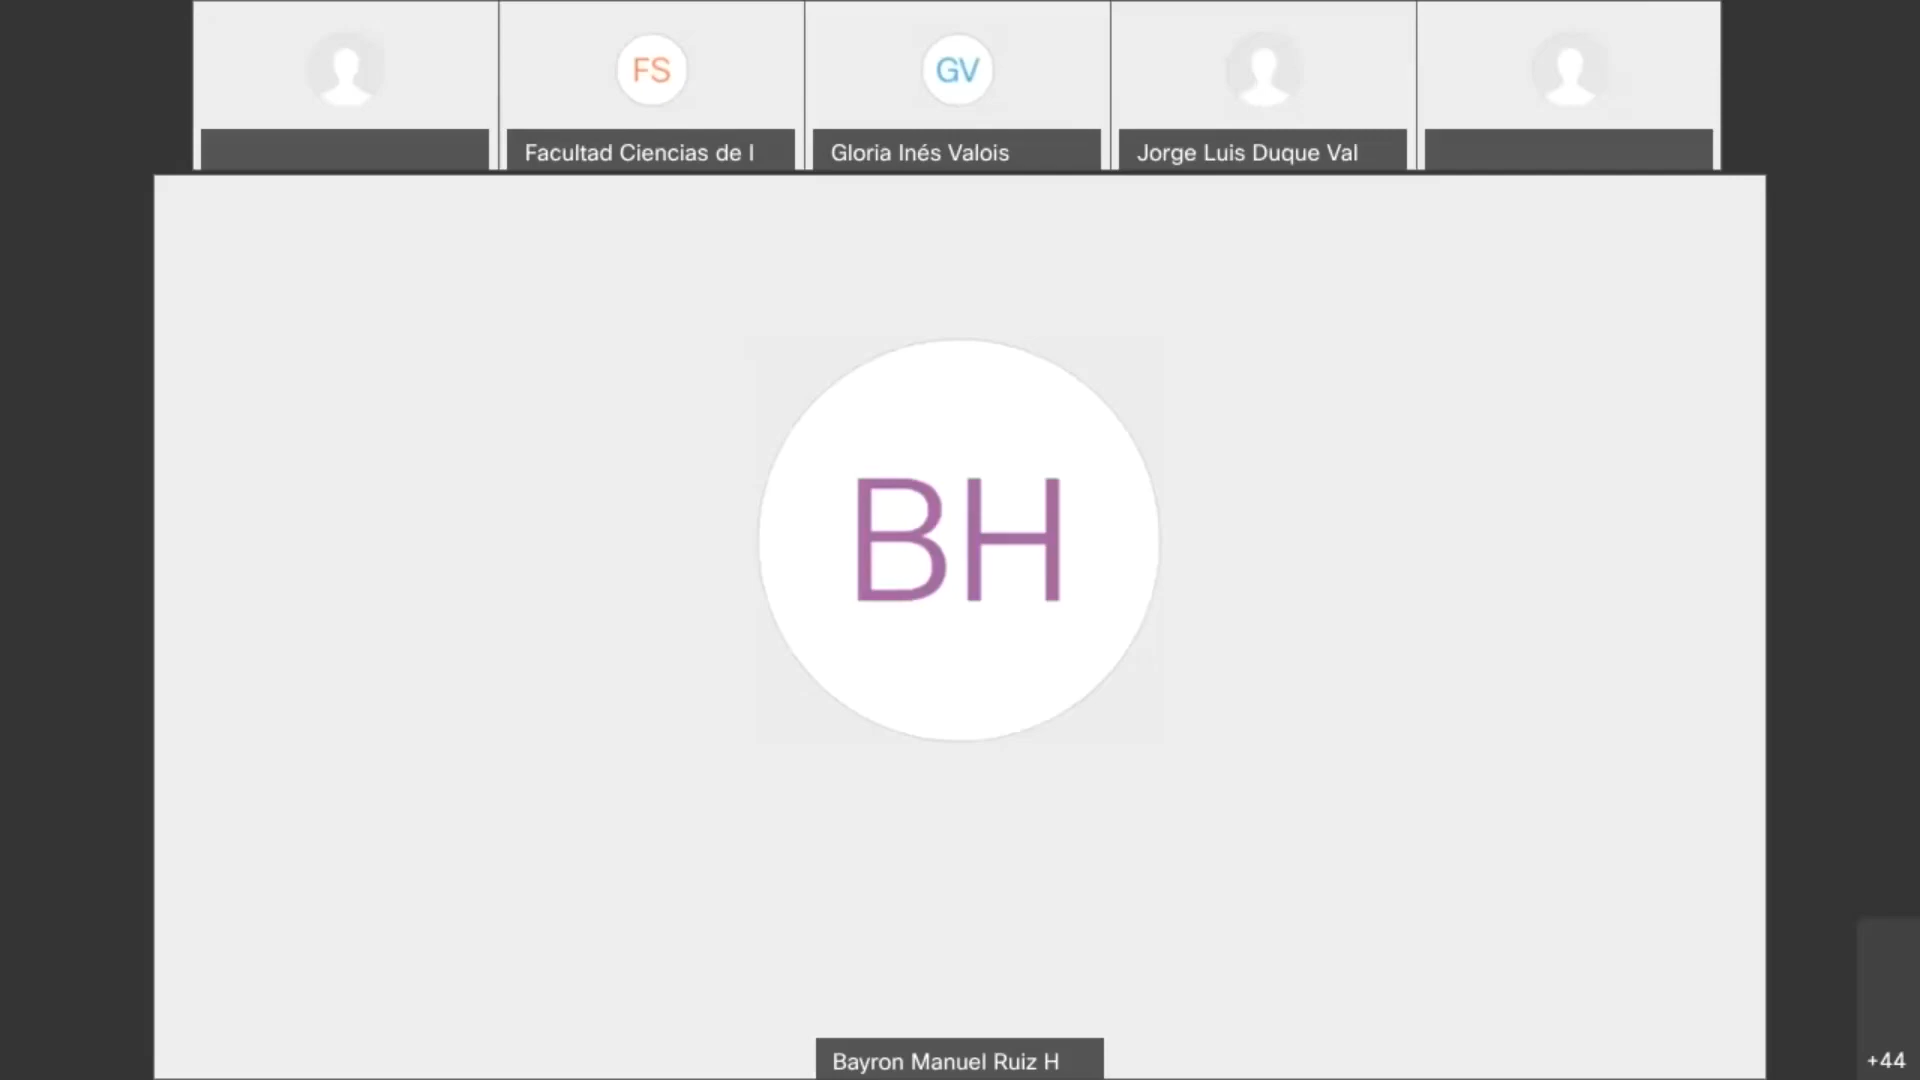 FS
GV
Facultad Ciencias de I
Gloria Inés Valois
Jorge Luis Duque Val
BH
Bayron Manuel Ruiz H
+44